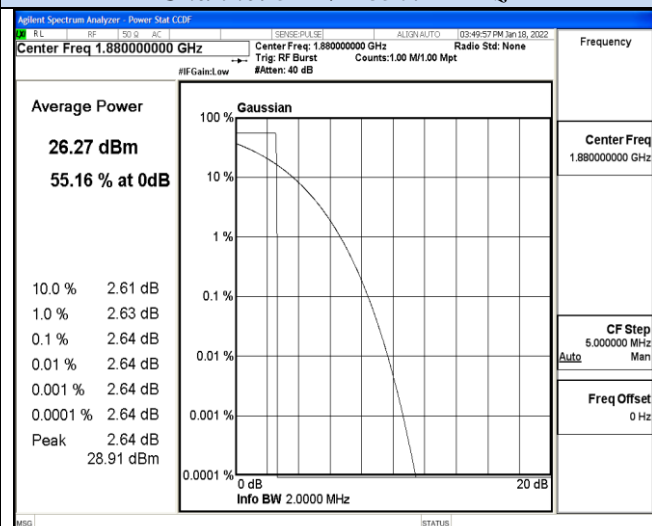 Agilent Spectrum Analyzer - Power Stat CCDF
RL RF 50 Ω AC SENSE:PULSE ALIGN AUTO 03:49:57 PM Jan 18, 2022
Center Freq 1.880000000 GHz
Center Freq: 1.880000000 GHz Radio Std: None
Trig: RF Burst Counts:1.00 M/1.00 Mpt
#IFGain:Low #Atten: 40 dB
Frequency
Average Power
26.27 dBm
55.16 % at 0dB
10.0 % 2.61 dB
1.0 % 2.63 dB
0.1 % 2.64 dB
0.01 % 2.64 dB
0.001 % 2.64 dB
0.0001 % 2.64 dB
Peak 2.64 dB
28.91 dBm
Gaussian
100 %
10 %
1 %
0.1 %
0.01 %
0.001 %
0.0001 %
0 dB 20 dB
Info BW 2.0000 MHz
Center Freq
1.880000000 GHz
CF Step
5.000000 MHz
Auto Man
Freq Offset
0 Hz
MSG STATUS